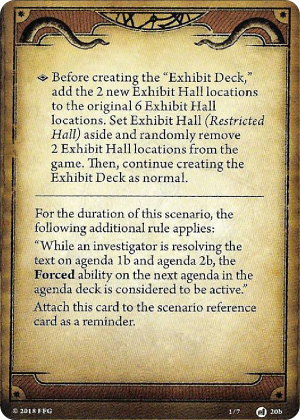 Before creating the “Exhibit Deck,”
add the 2 new Exhibit Hall locations
to the original 6 Exhibit Hall
locations. Set Exhibit Hall (Restricted
Hall) aside and randomly remove
2 Exhibit Hall locations from the
game. Then, continue creating the
Exhibit Deck as normal.
For the duration of this scenario, the
following additional rule applies:
“While an investigator is resolving the
text on agenda 1b and agenda 2b, the
Forced ability on the next agenda in the
agenda deck is considered to be active.”
Attach this card to the scenario reference
card as a reminder.
© 2018 FFG
1/7
20b